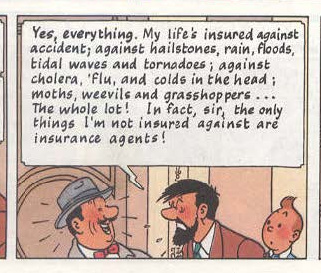 Yes, everything. My life's insured against
accident; against hailstones, rain, floods,
tidal waves and tornadoes; against
cholera, 'flu, and colds in the head;
moths, weevils and grasshoppers ...
The whole lot! In fact, sir, the only
things I'm not insured against are
insurance agents!